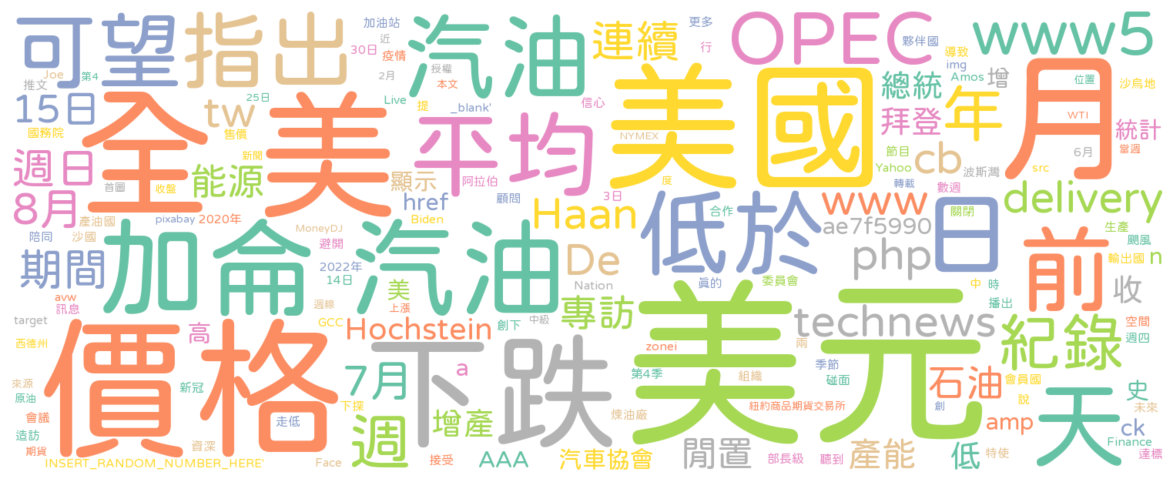 可望
指出
汽油
連續
OPEC
www5
加油站
近
30日
疫情
2月
授權
本文
更多
行
夥伴國
導致
img
Amos
增
位置
沙烏地
推文
Joe
第4
15日
國務院
tw
25日
售價
新聞
Live
提
_blank'
信心
NYMEX
總統
拜登
年
月
WTI
統計
當週
6月
src
全美
平均
美國
節目
Yahoo
cb
波斯灣
轉載
數週
週日
8月
首圖
收盤
能源
顯示
阿拉伯
href
顧問
3日
Haan
低於
合作
www
ae7f5990
關閉
delivery
生產
颶風
產油國
沙國
陪同
pixabay
2020年
Biden
MoneyDJ
避開
2022年
14日
期間
加侖
汽油
De
Nation
真的
委員會
php
日
前
輸出國
n
中
時
播出
收
avw
訊息
target
西德州
週線
GCC
美
上漲
創下
中級
高
Hochstein
專訪
美元
technews
兩
紀錄
空間
週四
價格
下跌
zonei
第4季
組織
季節
碰面
石油
會員國
說
創
來源
原油
會議
造訪
期貨
新冠
走低
7月
a
下探
週
增產
紐約商品期貨交易所
煉油廠
amp
天
史
未來
ck
Finance
達標
資深
INSERT_RANDOM_NUMBER_HERE'
Face
接受
AAA
汽車協會
閒置
部長級
聽到
產能
低
特使